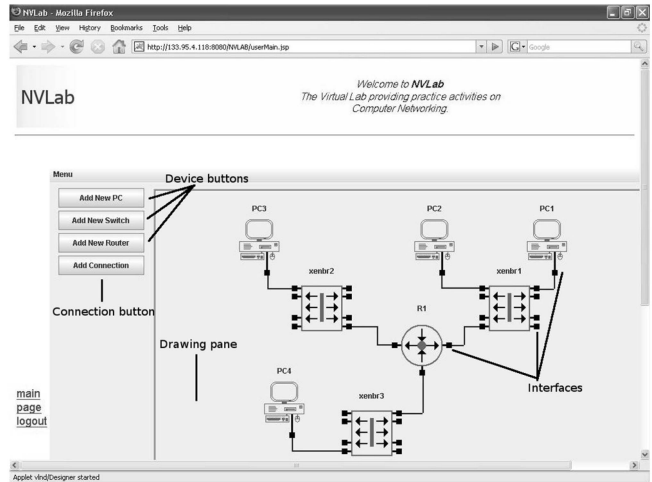 NVLab - Mozilla Firefox
File Edit View History Bookmarks Tools Help
http://133.95.4.118:8080/NVLAB/userMain.jsp
G Google
NVLab
Welcome to NVLab
The Virtual Lab providing practice activities on
Computer Networking.
Menu
Device buttons
Add New PC
Add New Switch
Add New Router
Add Connection
Connection button
Drawing pane
PC3
PC2
PC1
xenbr2
xenbr1
R1
PC4
xenbr3
Interfaces
main
page
logout
Applet vlnd/Designer started